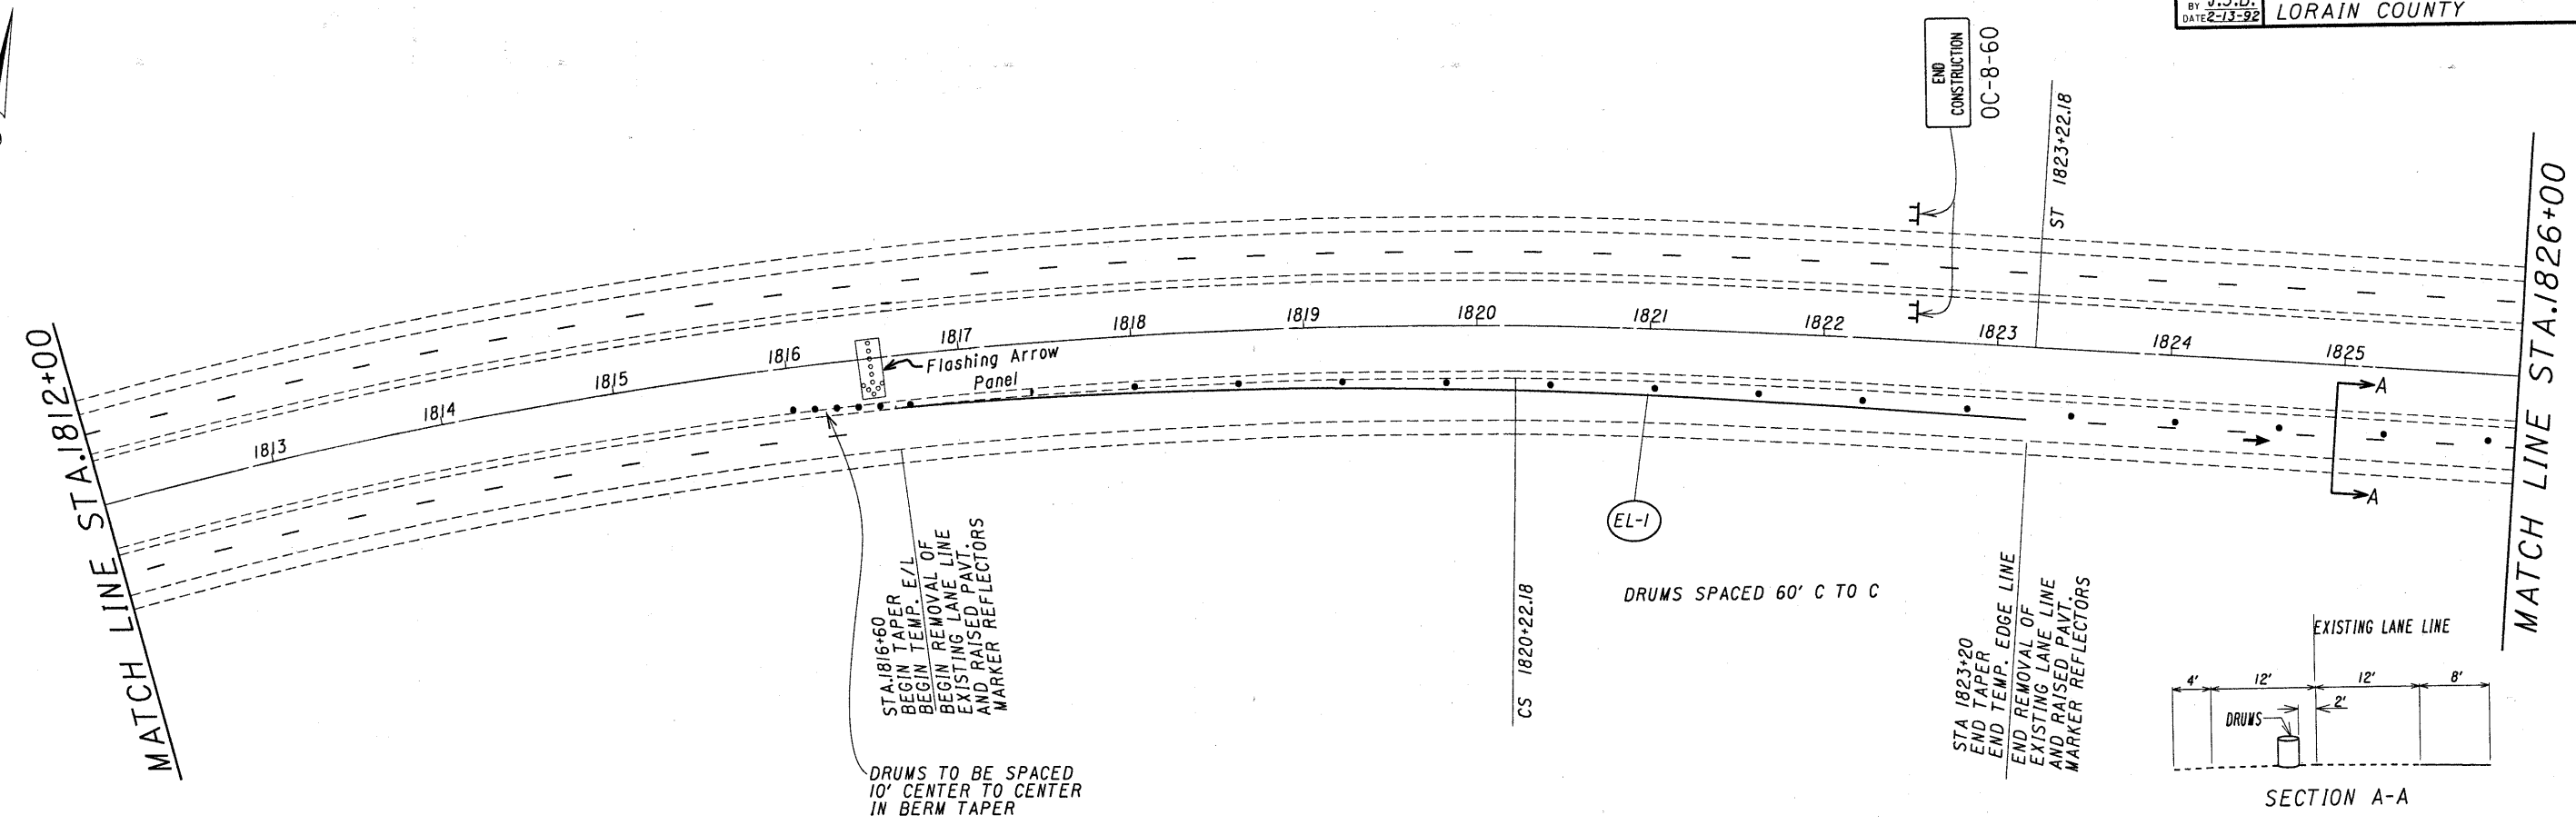 BY J.J.B.
DATE 2-13-92
LORAIN COUNTY
END
CONSTRUCTION
OC-8-60
ST 1823+22.18
MATCH LINE STA.1812+00
1813
1814
1815
1816
1817
1818
1819
1820
1821
1822
1823
1824
1825
MATCH LINE STA.1826+00
Flashing Arrow
Panel
A
A
EL-1
STA.1816+60
BEGIN TAPER
BEGIN TEMP. E/L
BEGIN REMOVAL OF
EXISTING LANE LINE
AND RAISED PAVT.
MARKER REFLECTORS
DRUMS TO BE SPACED
10' CENTER TO CENTER
IN BERM TAPER
CS 1820+22.18
DRUMS SPACED 60' C TO C
STA 1823+20
END TAPER
END TEMP. EDGE LINE
END REMOVAL OF
EXISTING LANE LINE
AND RAISED PAVT.
MARKER REFLECTORS
EXISTING LANE LINE
4' 12' 12' 8'
2'
DRUMS
SECTION A-A